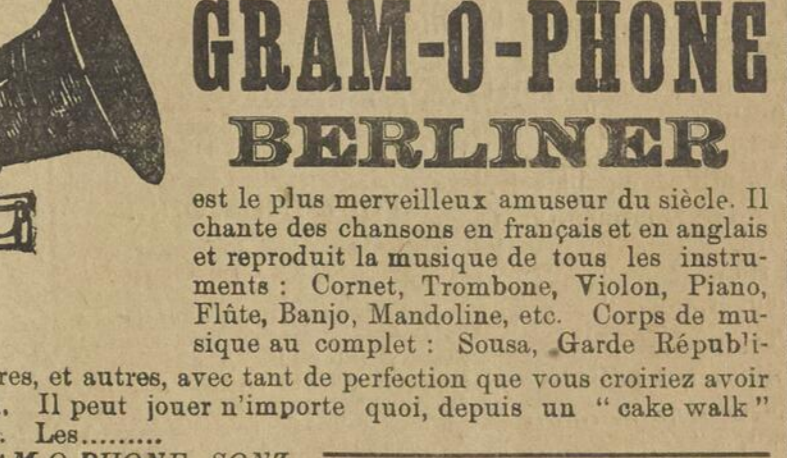 GRAM-O-PHONE
BERLINER
est le plus merveilleux amuseur du siècle. Il
chante des chansons en français et en anglais
et reproduit la musique de tous les instru-
ments : Cornet, Trombone, Violon, Piano,
Flûte, Banjo, Mandoline, etc. Corps de mu-
sique au complet : Sousa, Garde Républi-
res, et autres, avec tant de perfection que vous croiriez avoir
. Il peut jouer n'importe quoi, depuis un “ cake walk ”
. Les.........